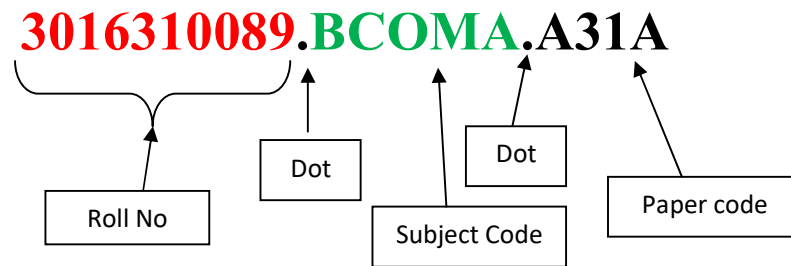 3016310089.BCOMA.A31A
Dot
Dot
Roll No
Subject Code
Paper code